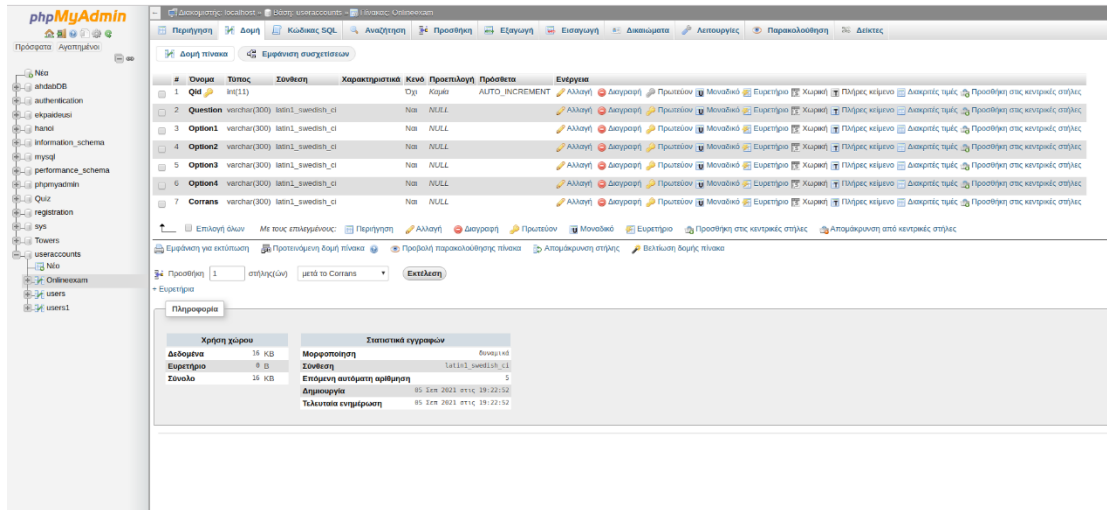 phpMyAdmin
Πρόσφατα Αγαπημένοι
Νέο
ahdabDB
authentication
ekpaideusi
hanoi
information_schema
mysql
performance_schema
phpmyadmin
Quiz
registration
sys
Towers
useraccounts
Νέο
Onlineexam
users
users1
Διακομιστής: localhost » Βάση: useraccounts » Πίνακας: Onlineexam
Περιήγηση Δομή Κώδικας SQL Αναζήτηση Προσθήκη Εξαγωγή Εισαγωγή Δικαιώματα Λειτουργίες Παρακολούθηση Δείκτες
Δομή πίνακα Εμφάνιση συσχετίσεων
# Όνομα Τύπος Σύνθεση Χαρακτηριστικά Κενό Προεπιλογή Πρόσθετα Ενέργεια
1 Qid int(11) Όχι Καμία AUTO_INCREMENT Αλλαγή Διαγραφή Πρωτεύον Μοναδικό Ευρετήριο Χωρική Πλήρες κείμενο Διακριτές τιμές Προσθήκη στις κεντρικές στήλες
2 Question varchar(300) latin1_swedish_ci Ναι NULL Αλλαγή Διαγραφή Πρωτεύον Μοναδικό Ευρετήριο Χωρική Πλήρες κείμενο Διακριτές τιμές Προσθήκη στις κεντρικές στήλες
3 Option1 varchar(300) latin1_swedish_ci Ναι NULL Αλλαγή Διαγραφή Πρωτεύον Μοναδικό Ευρετήριο Χωρική Πλήρες κείμενο Διακριτές τιμές Προσθήκη στις κεντρικές στήλες
4 Option2 varchar(300) latin1_swedish_ci Ναι NULL Αλλαγή Διαγραφή Πρωτεύον Μοναδικό Ευρετήριο Χωρική Πλήρες κείμενο Διακριτές τιμές Προσθήκη στις κεντρικές στήλες
5 Option3 varchar(300) latin1_swedish_ci Ναι NULL Αλλαγή Διαγραφή Πρωτεύον Μοναδικό Ευρετήριο Χωρική Πλήρες κείμενο Διακριτές τιμές Προσθήκη στις κεντρικές στήλες
6 Option4 varchar(300) latin1_swedish_ci Ναι NULL Αλλαγή Διαγραφή Πρωτεύον Μοναδικό Ευρετήριο Χωρική Πλήρες κείμενο Διακριτές τιμές Προσθήκη στις κεντρικές στήλες
7 Corrans varchar(300) latin1_swedish_ci Ναι NULL Αλλαγή Διαγραφή Πρωτεύον Μοναδικό Ευρετήριο Χωρική Πλήρες κείμενο Διακριτές τιμές Προσθήκη στις κεντρικές στήλες
Επιλογή όλων Με τους επιλεγμένους: Περιήγηση Αλλαγή Διαγραφή Πρωτεύον Μοναδικό Ευρετήριο Προσθήκη στις κεντρικές στήλες Απομάκρυνση από κεντρικές στήλες
Εμφάνιση για εκτύπωση Προτεινόμενη δομή πίνακα Προβολή παρακολούθησης πίνακα Απομάκρυνση στήλης Βελτίωση δομής πίνακα
Προσθήκη 1 στήλης(ών) μετά το Corrans Εκτέλεση
+ Ευρετήρια
Πληροφορία
Χρήση χώρου
Δεδομένα 16 KB
Ευρετήριο 0 B
Σύνολο 16 KB
Στατιστικά εγγραφών
Μορφοποίηση δυναμικά
Σύνθεση latin1_swedish_ci
Επόμενη αυτόματη αρίθμηση 5
Δημιουργία 05 Σεπ 2021 στις 19:22:52
Τελευταία ενημέρωση 05 Σεπ 2021 στις 19:22:52